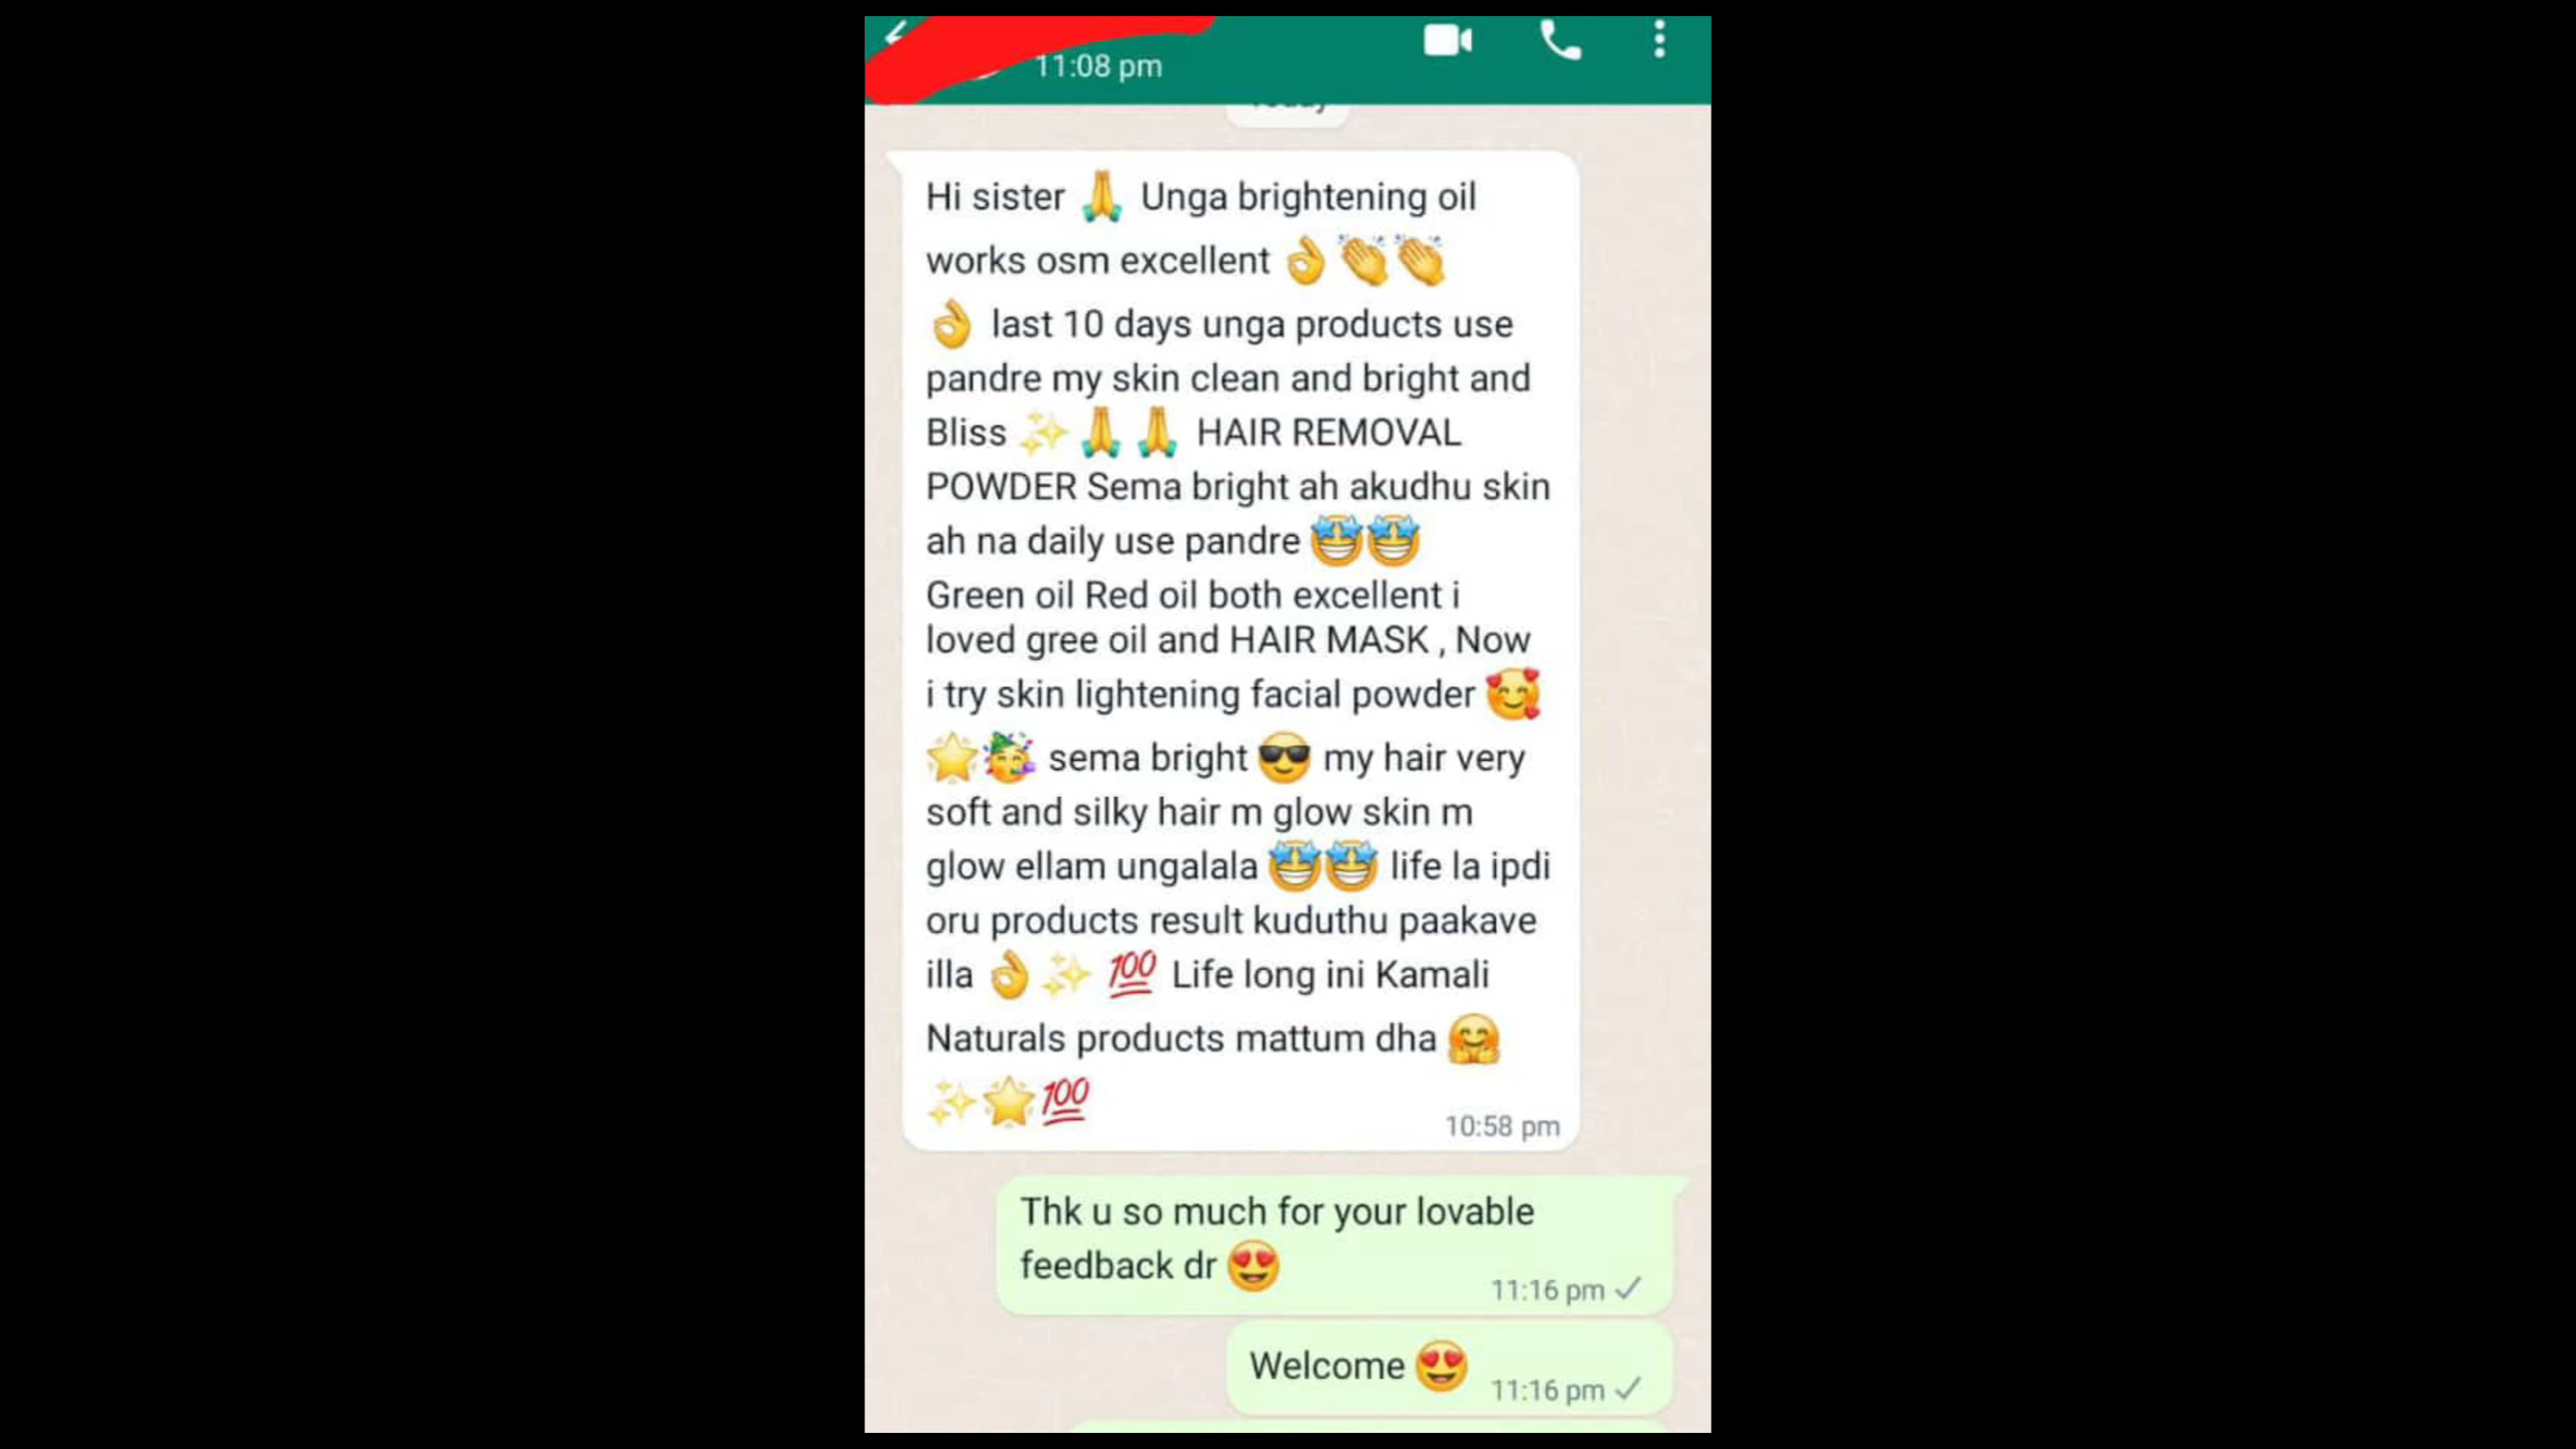 11:08 pm
Today
Hi sister 🙏 Unga brightening oil
works osm excellent 👌👏👏
👌 last 10 days unga products use
pandre my skin clean and bright and
Bliss ✨🙏🙏 HAIR REMOVAL
POWDER Sema bright ah akudhu skin
ah na daily use pandre 🤩🤩
Green oil Red oil both excellent i
loved gree oil and HAIR MASK , Now
i try skin lightening facial powder 🥰
🌟🥳 sema bright 😎 my hair very
soft and silky hair m glow skin m
glow ellam ungalala 🤩🤩 life la ipdi
oru products result kuduthu paakave
illa 👌✨ 💯 Life long ini Kamali
Naturals products mattum dha 🤗
✨🌟💯
10:58 pm
Thk u so much for your lovable
feedback dr 😍
11:16 pm
Welcome 😍
11:16 pm